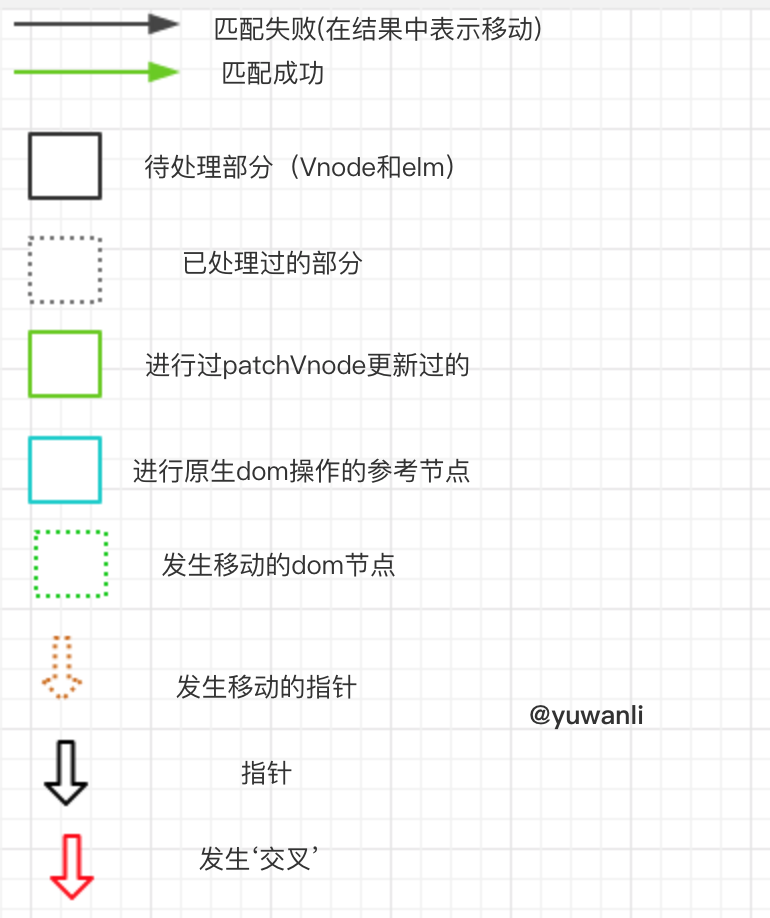 匹配失败(在结果中表示移动)
匹配成功
待处理部分（Vnode和elm）
已处理过的部分
进行过patchVnode更新过的
进行原生dom操作的参考节点
发生移动的dom节点
发生移动的指针
@yuwanli
指针
发生‘交叉’